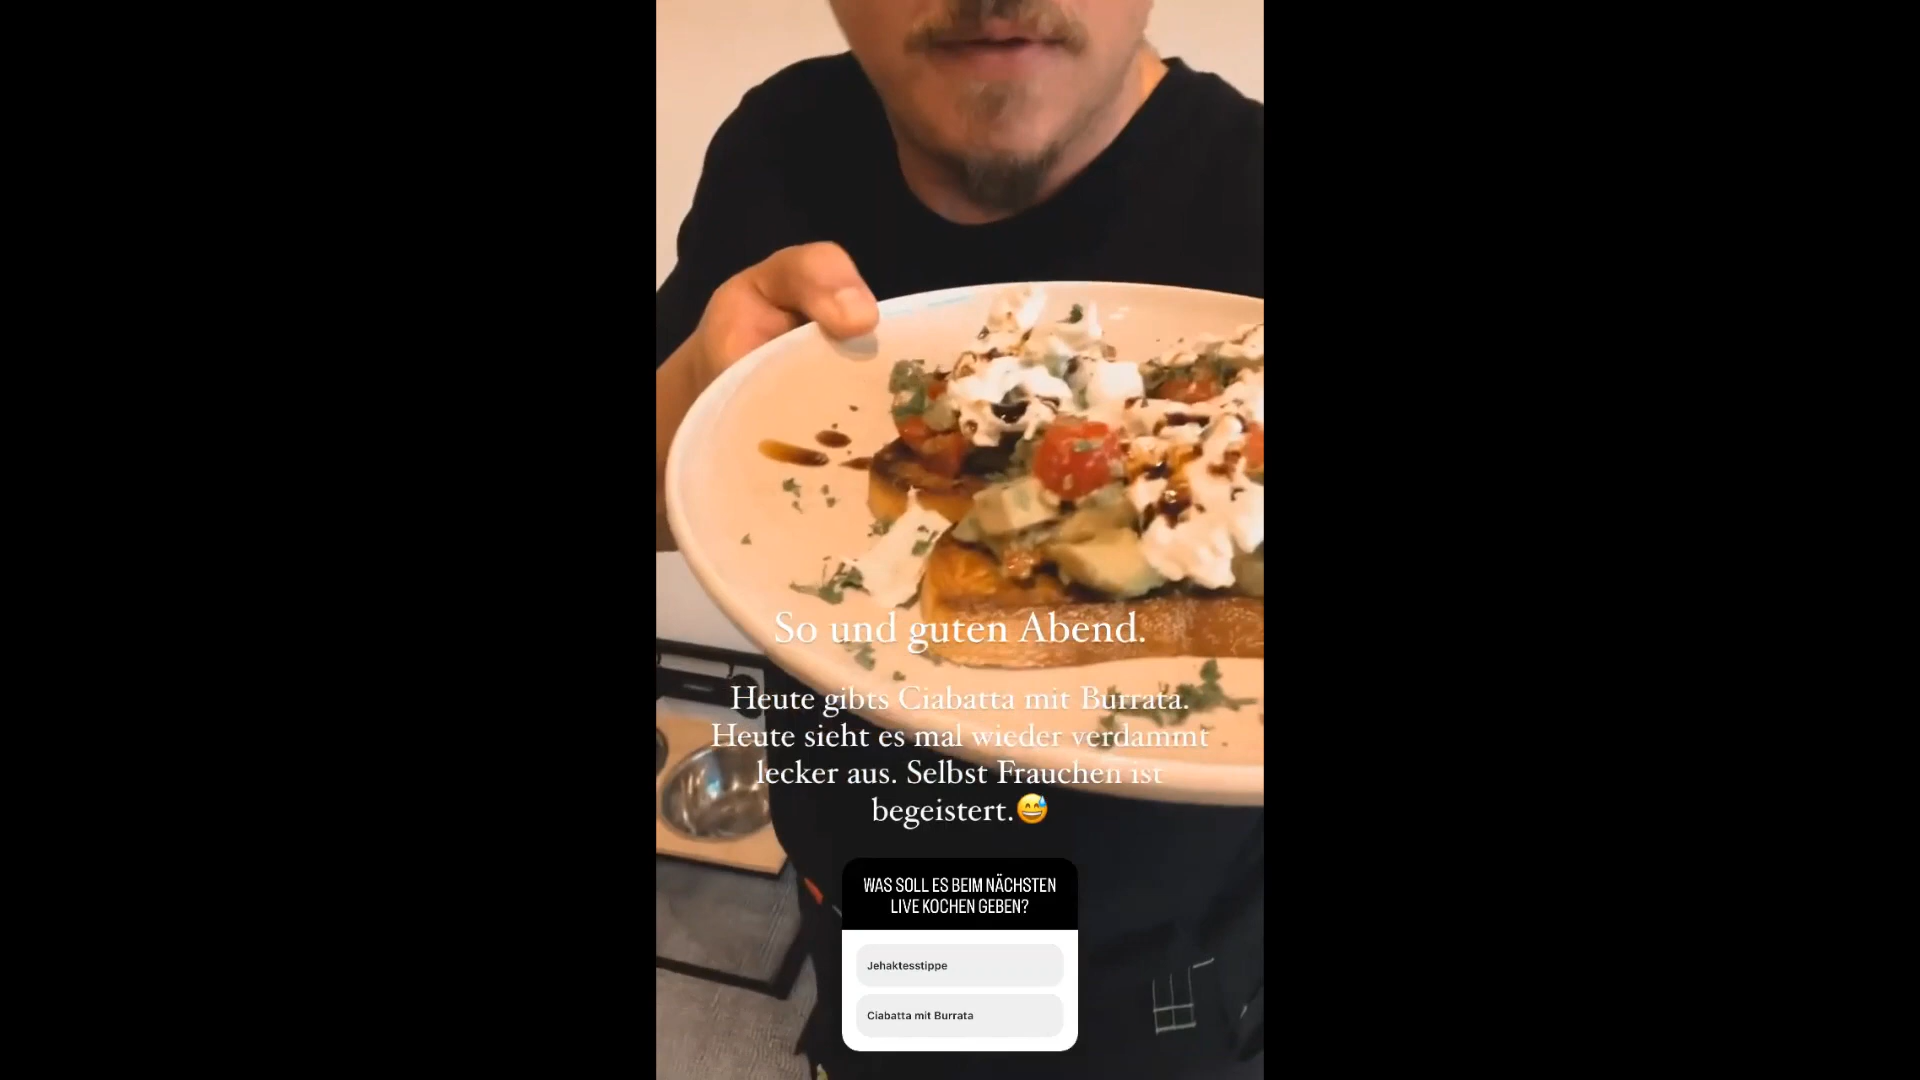 So und guten Abend.
Heute gibts Ciabatta mit Burrata.
Heute sieht es mal wieder verdammt
lecker aus. Selbst Frauchen ist
begeistert.😅
WAS SOLL ES BEIM NÄCHSTEN
LIVE KOCHEN GEBEN?
Jehaktesstippe
Ciabatta mit Burrata